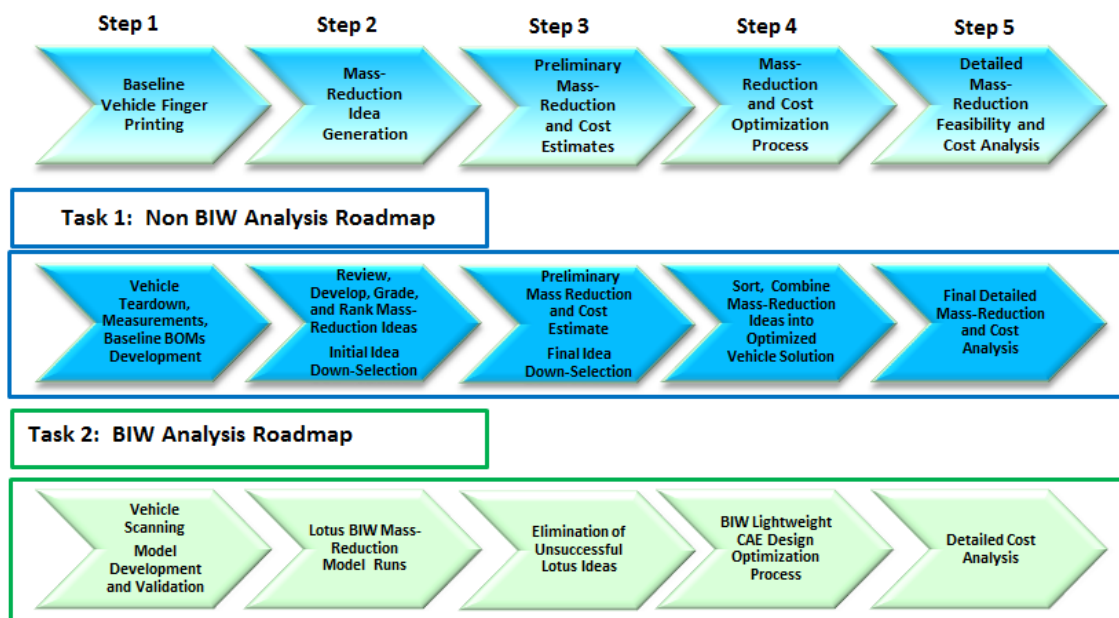 Step 1
Step 2
Step 3
Step 4
Step 5
Baseline
Vehicle Finger
Printing
Mass-
Reduction
Idea
Generation
Preliminary
Mass-
Reduction
and Cost
Estimates
Mass-
Reduction
and Cost
Optimization
Process
Detailed
Mass-
Reduction
Feasibility and
Cost Analysis
Task 1: Non BIW Analysis Roadmap
Vehicle
Teardown,
Measurements,
Baseline BOMs
Development
Review,
Develop, Grade,
and Rank Mass-
Reduction Ideas
Initial Idea
Down-Selection
Preliminary
Mass Reduction
and Cost
Estimate
Final Idea
Down-Selection
Sort, Combine
Mass-Reduction
Ideas into
Optimized
Vehicle Solution
Final Detailed
Mass-Reduction
and Cost
Analysis
Task 2: BIW Analysis Roadmap
Vehicle
Scanning
Model
Development
and Validation
Lotus BIW Mass-
Reduction
Model Runs
Elimination of
Unsuccessful
Lotus Ideas
BIW Lightweight
CAE Design
Optimization
Process
Detailed Cost
Analysis